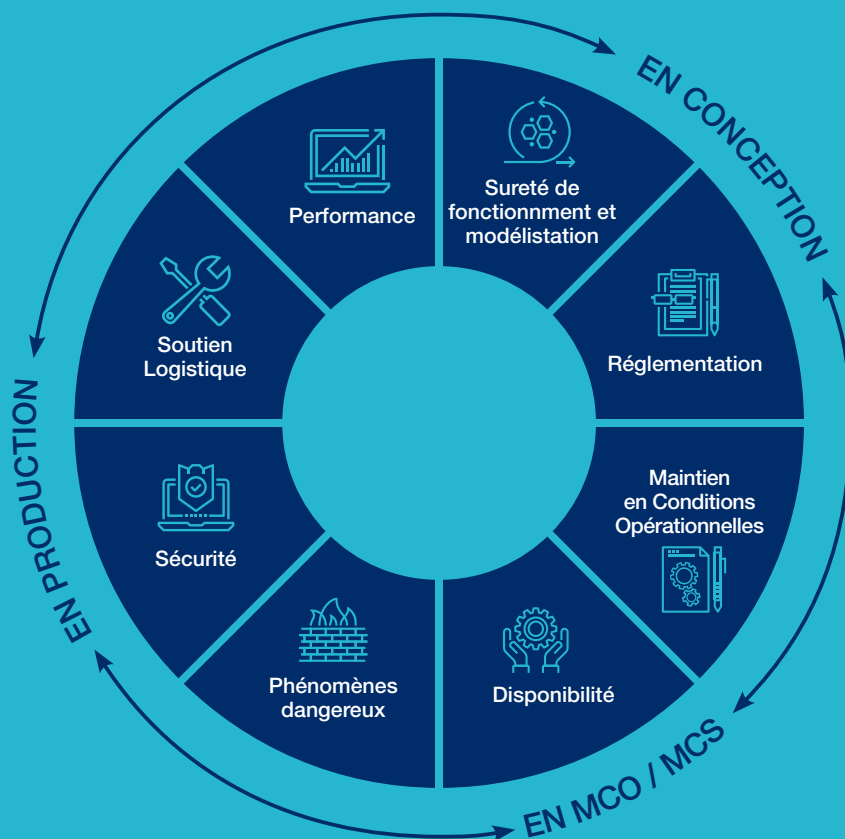 EN CONCEPTION
Sureté de
fonctionnment et
modélistation
Réglementation
Maintien
en Conditions
Opérationnelles
Disponibilité
EN MCO / MCS
Phénomènes
dangereux
Sécurité
EN PRODUCTION
Soutien
Logistique
Performance